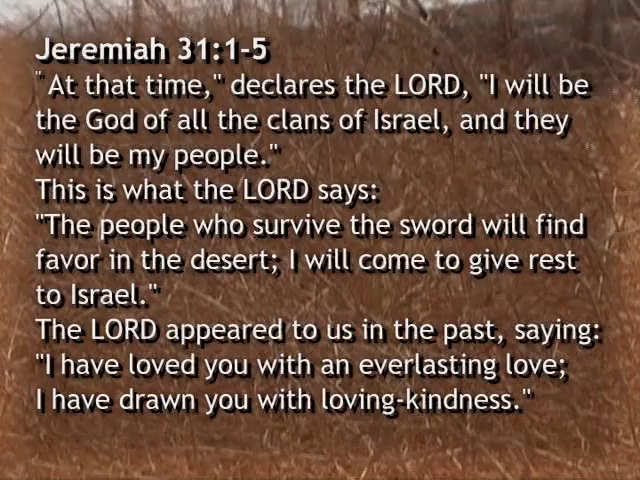 Jeremiah 31:1-5
" At that time," declares the LORD, "I will be
the God of all the clans of Israel, and they
will be my people."
This is what the LORD says:
"The people who survive the sword will find
favor in the desert; I will come to give rest
to Israel."
The LORD appeared to us in the past, saying:
"I have loved you with an everlasting love;
I have drawn you with loving-kindness."